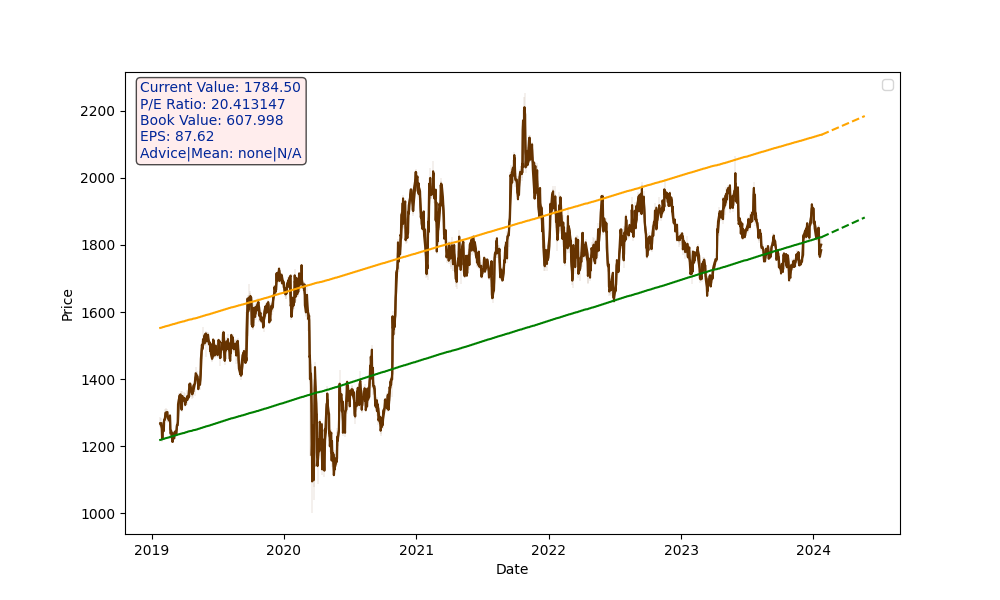 Current Value: 1784.50
P/E Ratio: 20.413147
Book Value: 607.998
EPS: 87.62
Advice|Mean: none|N/A
2200
2000
1800
1600
1400
1200
1000
Price
2019 2020 2021 2022 2023 2024
Date